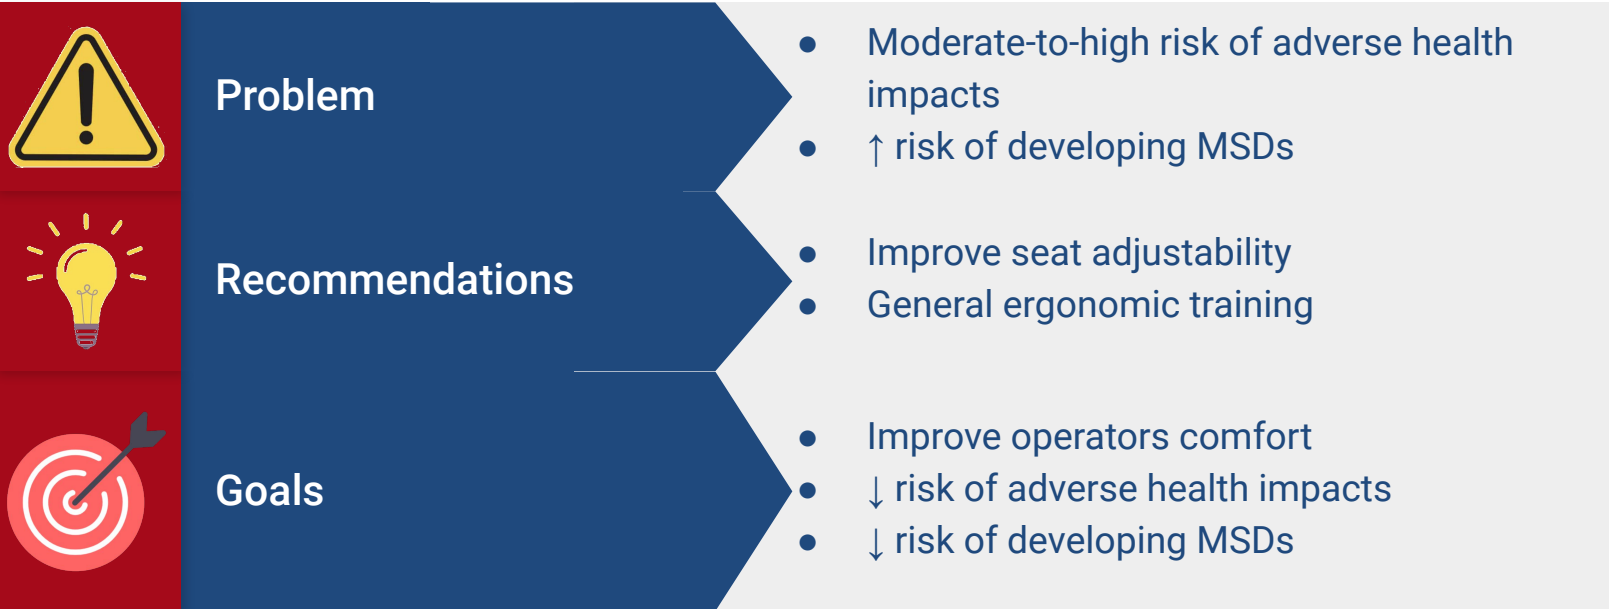 Problem
● Moderate-to-high risk of adverse health
impacts
● ↑ risk of developing MSDs
Recommendations
● Improve seat adjustability
● General ergonomic training
Goals
● Improve operators comfort
● ↓ risk of adverse health impacts
● ↓ risk of developing MSDs